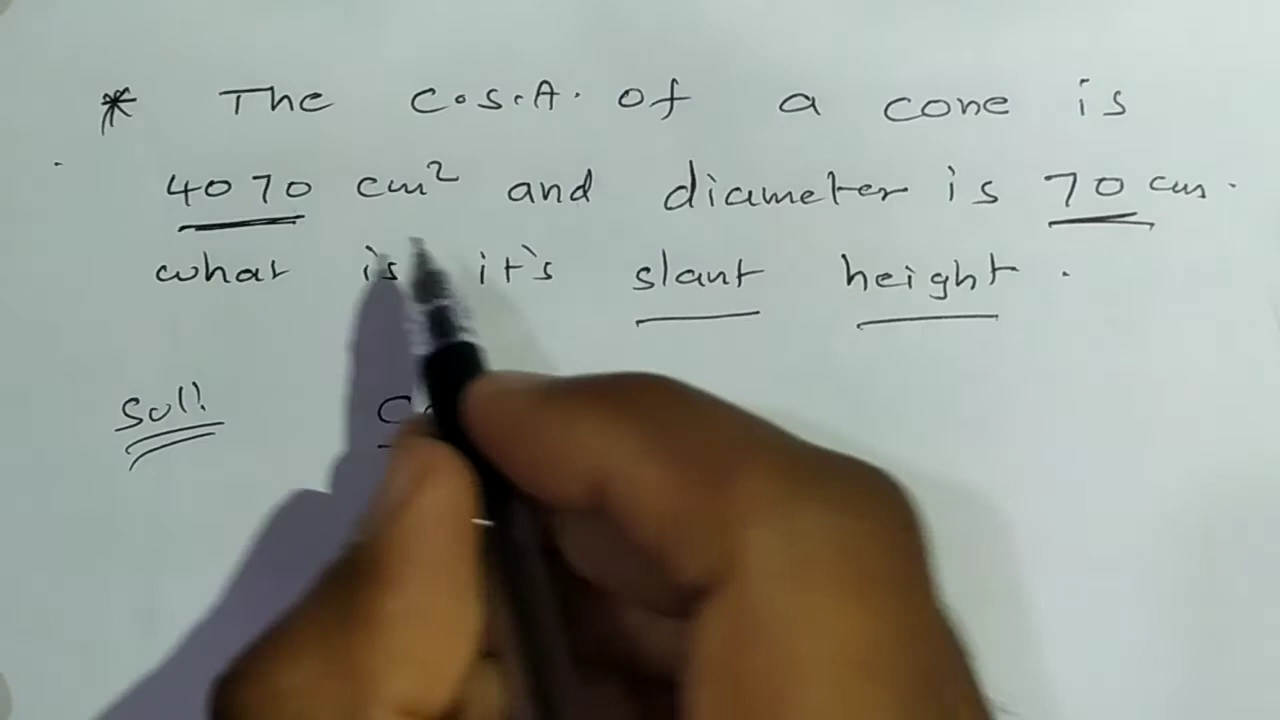 * The C.S.A. of a cone is
4070 cm² and diameter is 70 cm.
what is it's slant height.
Sol!